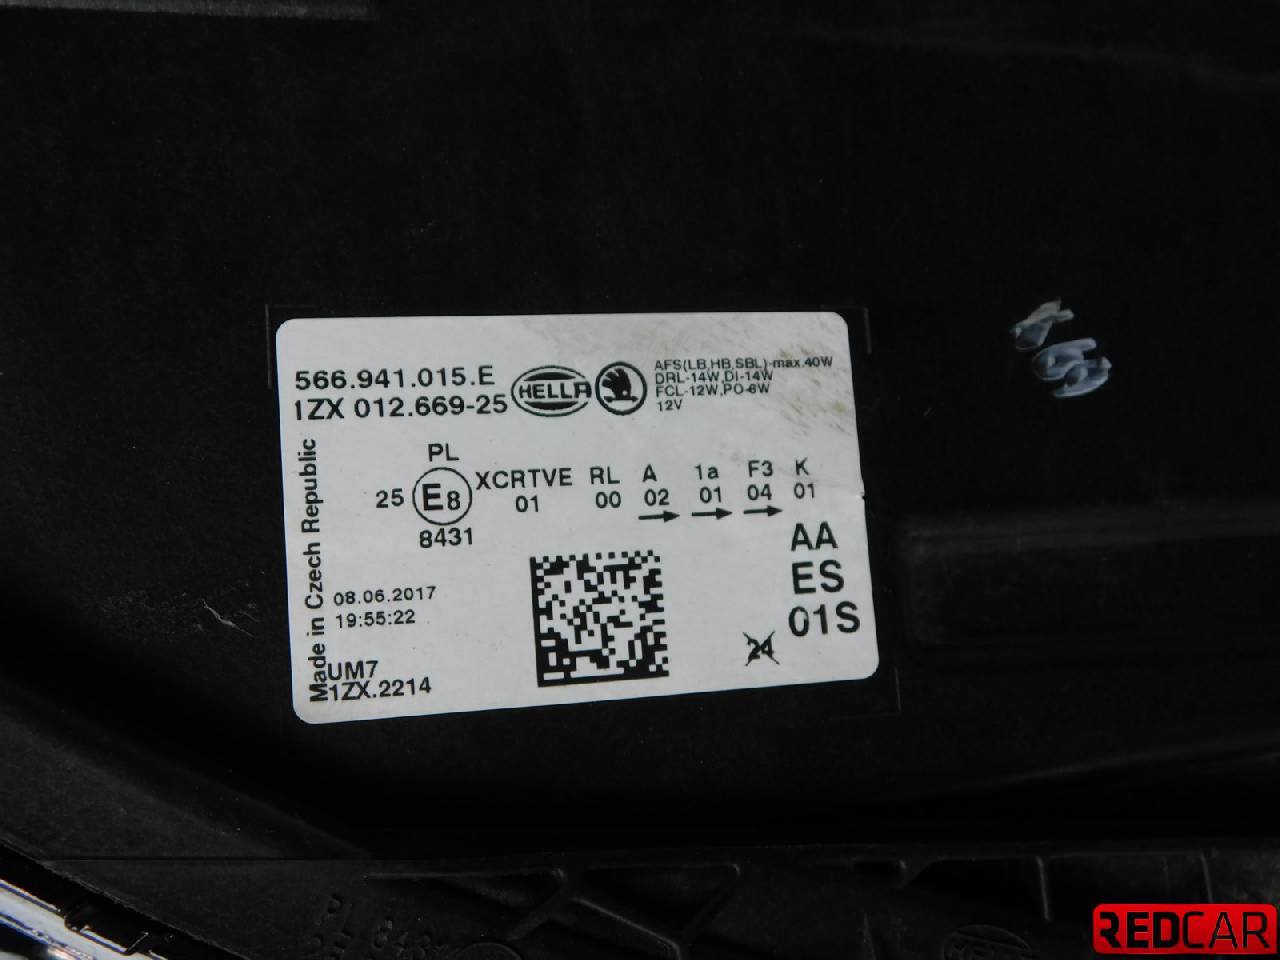 566.941.015.E
1ZX 012.669-25
HELLA
AFS(LB,HB,SBL)-max.40W
DRL-14W,DI-14W
FCL-12W,PO-6W
12V
Made in Czech Republic
PL
25 E8
8431
XCRTVE RL A 1a F3 K
01 00 02 01 04 01
AA
ES
01S
24
08.06.2017
19:55:22
UM7
1ZX.2214
REDCAR